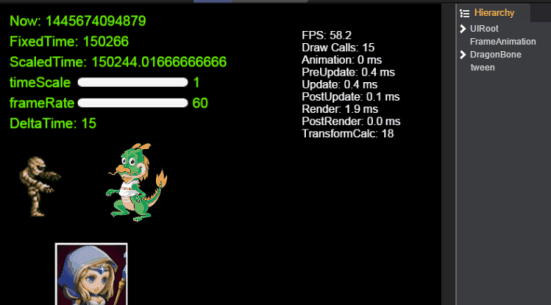 Now: 1445674094879
FixedTime: 150266
ScaledTime: 150244.01666666666
timeScale 1
frameRate 60
DeltaTime: 15
FPS: 58.2
Draw Calls: 15
Animation: 0 ms
PreUpdate: 0.4 ms
Update: 0.4 ms
PostUpdate: 0.1 ms
Render: 1.9 ms
PostRender: 0.0 ms
TransformCalc: 18
Hierarchy
UIRoot
FrameAnimation
DragonBone
tween